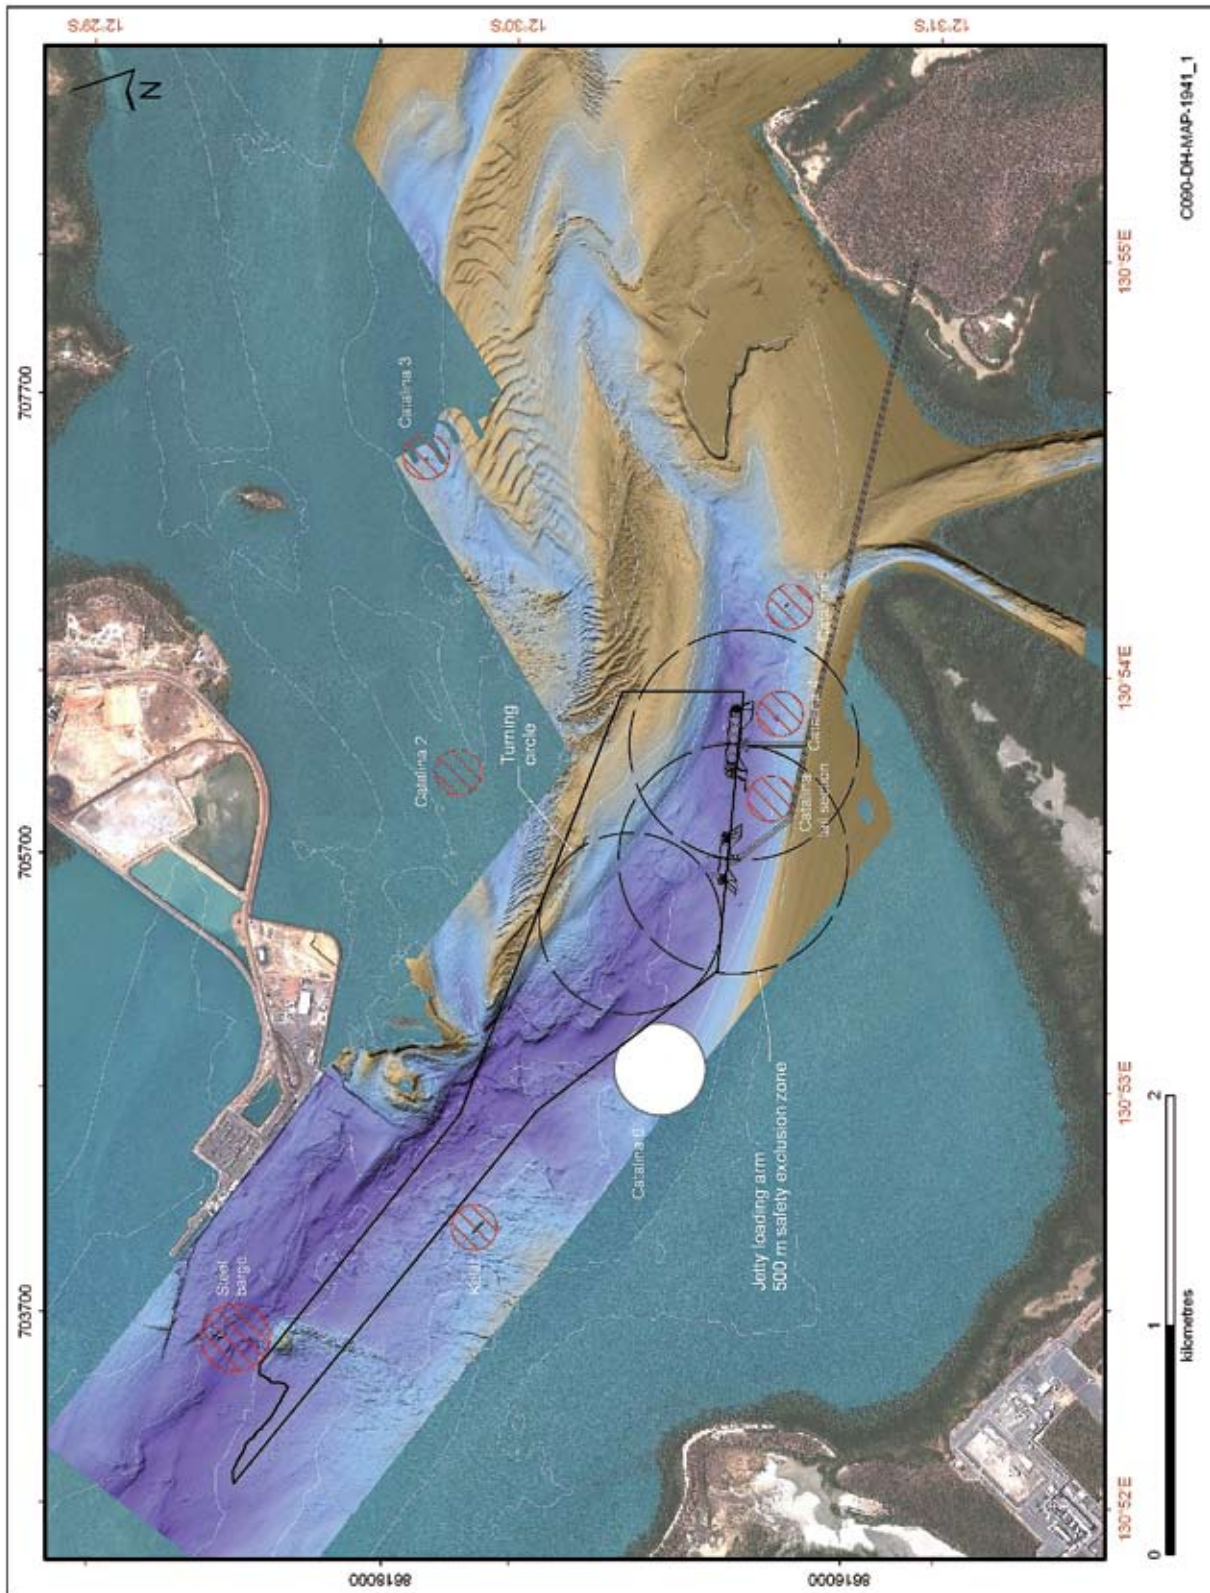 12°29'S
12°30'S
12°31'S
N
C090-DH-MAP-1941_1
707700
705700
703700
130°55'E
130°54'E
130°53'E
130°52'E
8618000
8616000
Catalina 3
Catalina 2
Turning
circle
Catalina
tail section
Catalina 6
Steel
barge
Jetty loading arm
500 m safety exclusion zone
0
1
2
kilometres